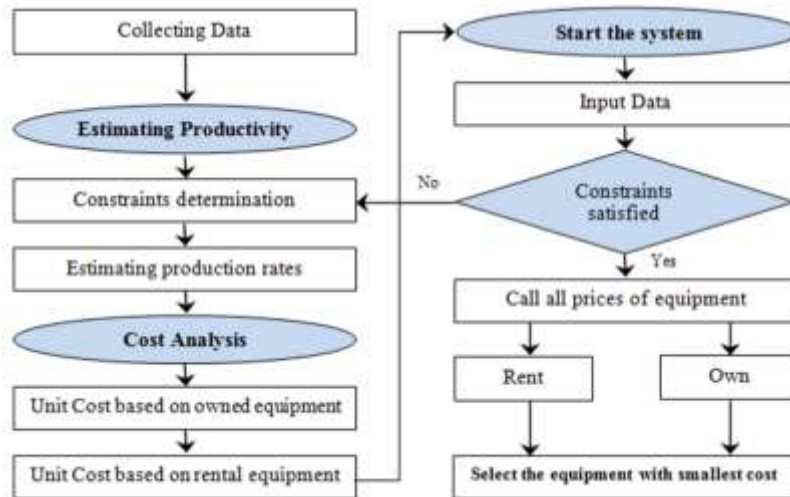 Collecting Data
Estimating Productivity
Constraints determination
Estimating production rates
Cost Analysis
Unit Cost based on owned equipment
Unit Cost based on rental equipment
Start the system
Input Data
Constraints
satisfied
No
Yes
Call all prices of equipment
Rent
Own
Select the equipment with smallest cost